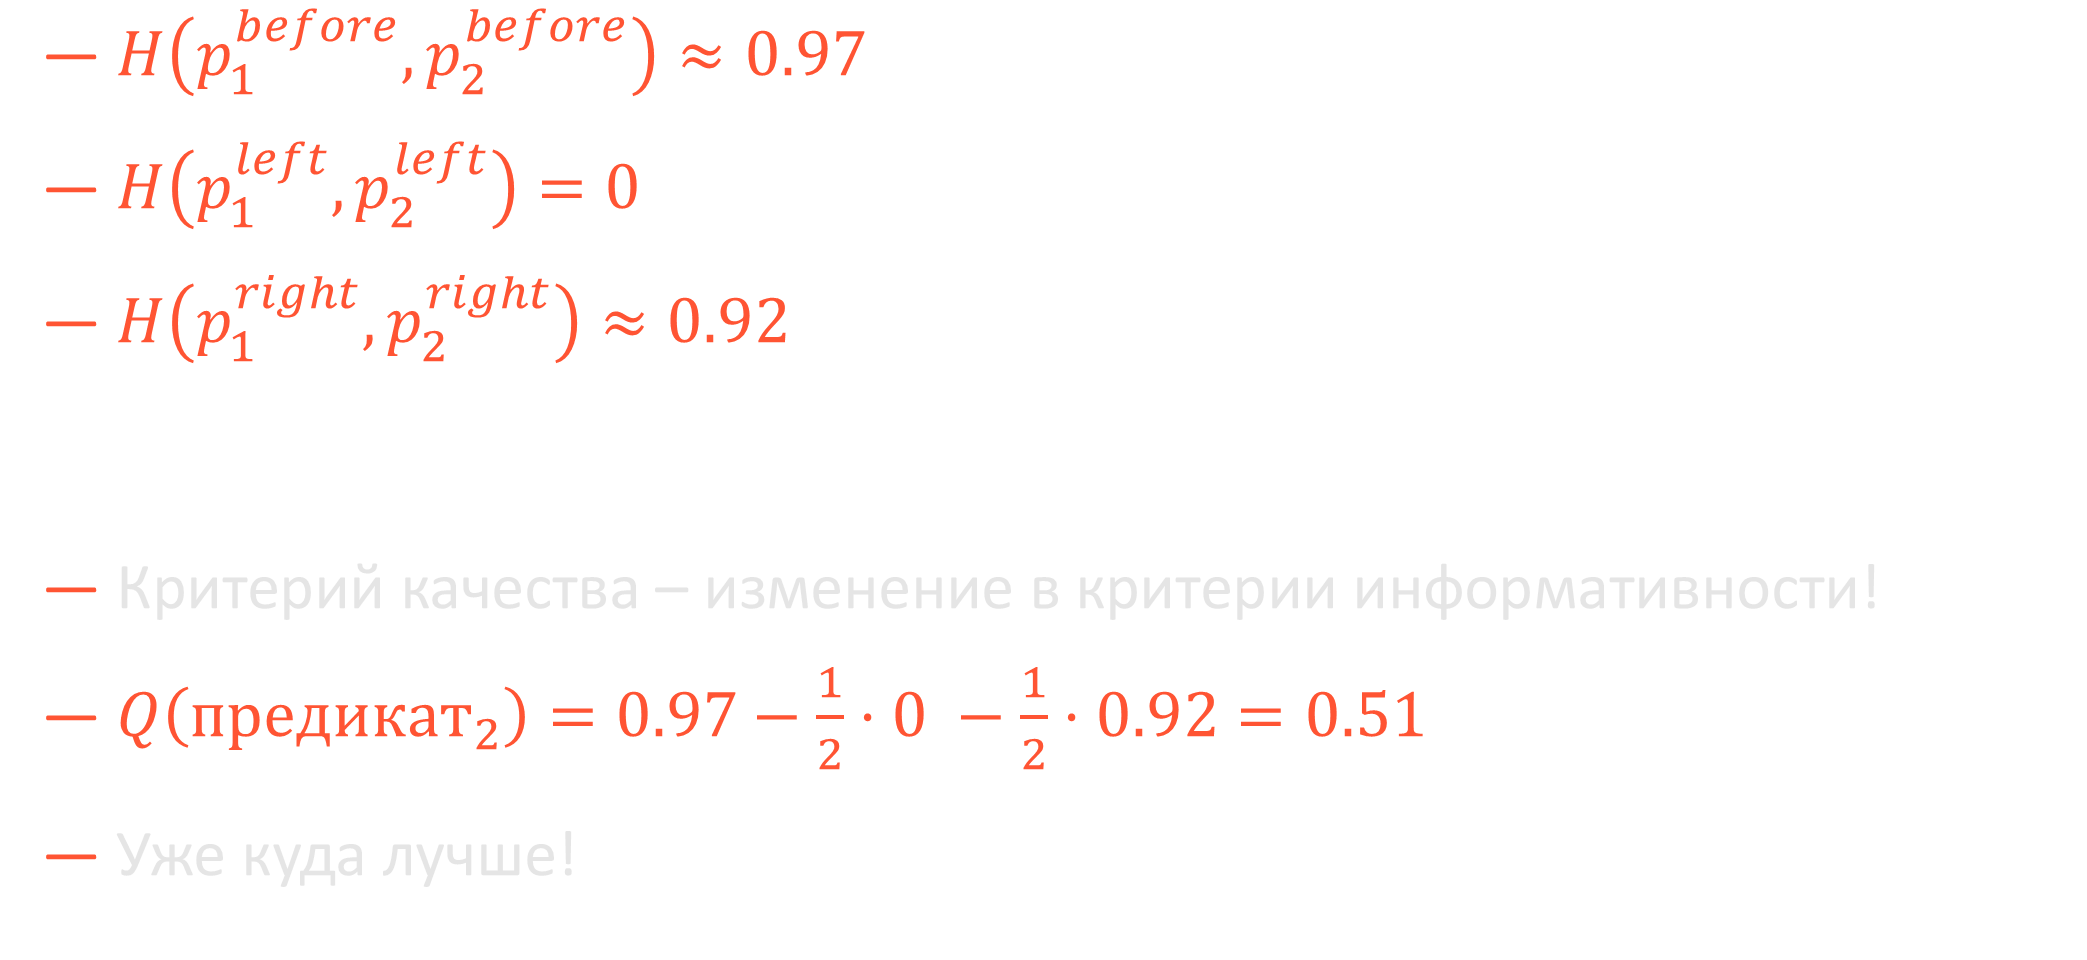 — H(p₁^before, p₂^before) ≈ 0.97
— H(p₁^left, p₂^left) = 0
— H(p₁^right, p₂^right) ≈ 0.92
— Критерий качества – изменение в критерии информативности!
— Q(предикат₂) = 0.97 − 1/2 · 0 − 1/2 · 0.92 = 0.51
— Уже куда лучше!